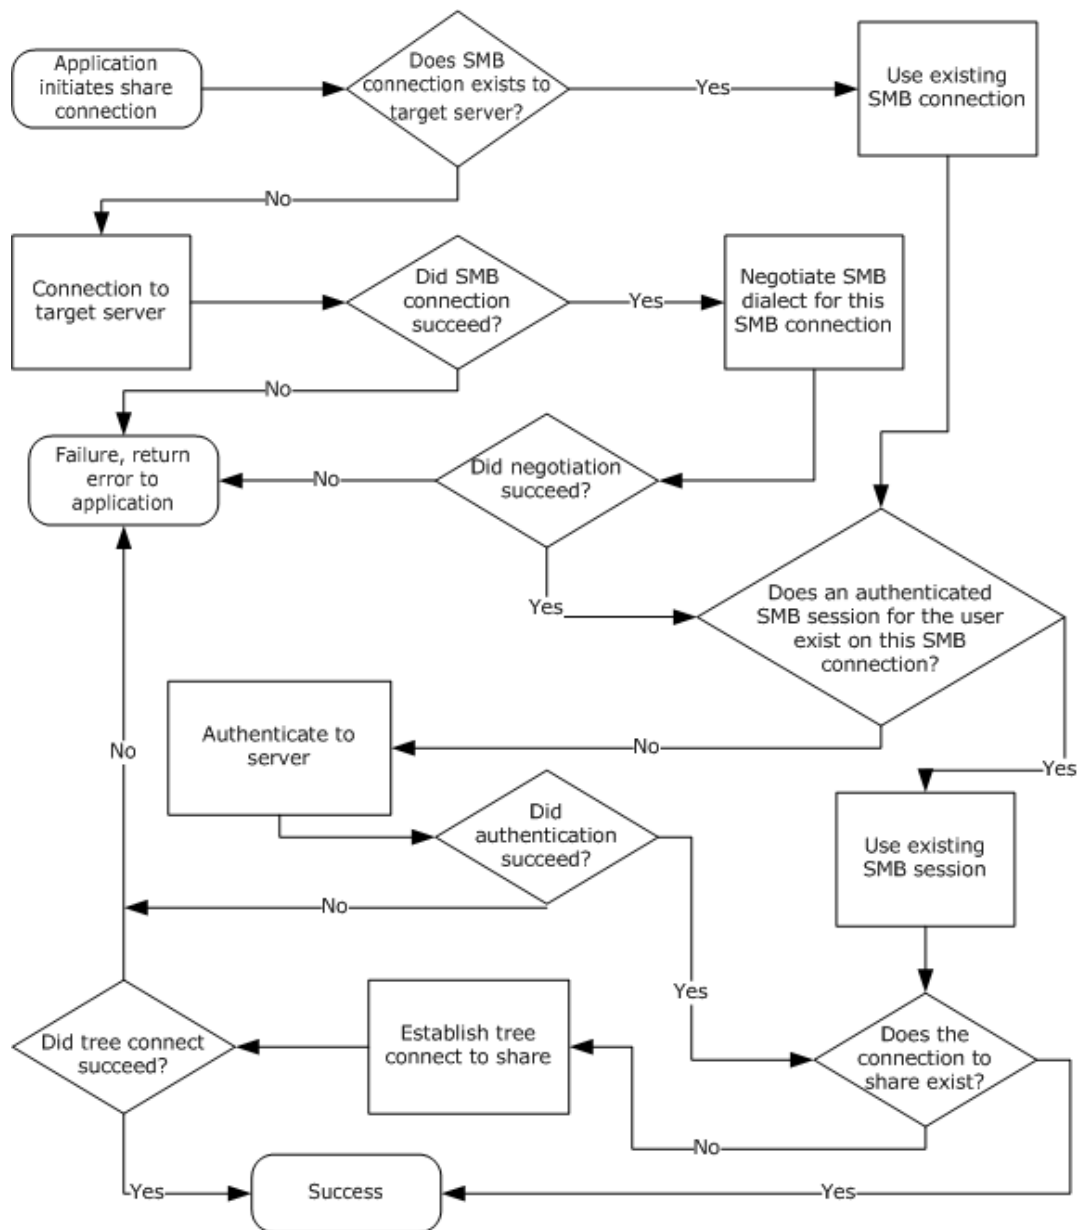 Application
initiates share
connection
Does SMB
connection exists to
target server?
Yes
Use existing
SMB connection
No
Connection to
target server
Did SMB
connection
succeed?
Yes
Negotiate SMB
dialect for this
SMB connection
No
Failure, return
error to
application
No
Did negotiation
succeed?
Yes
Does an authenticated
SMB session for the user
exist on this SMB
connection?
No
Authenticate to
server
No
Yes
Did
authentication
succeed?
Use existing
SMB session
No
Yes
Did tree connect
succeed?
Establish tree
connect to share
Does the
connection to
share exist?
No
Yes
Success
Yes